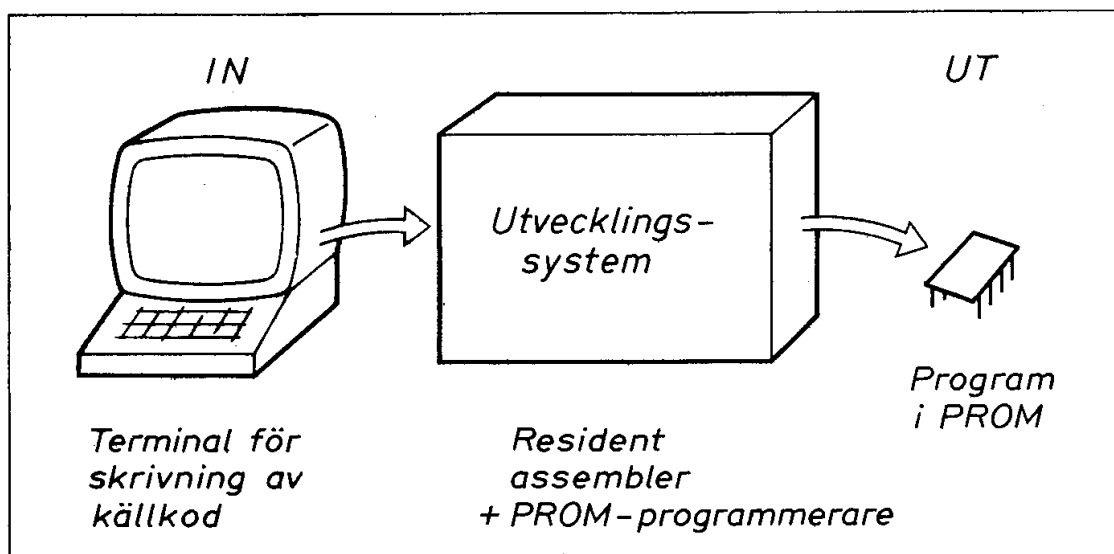 IN
UT
Utvecklings-
system
Program
i PROM
Terminal för
skrivning av
källkod
Resident
assembler
+ PROM-programmerare